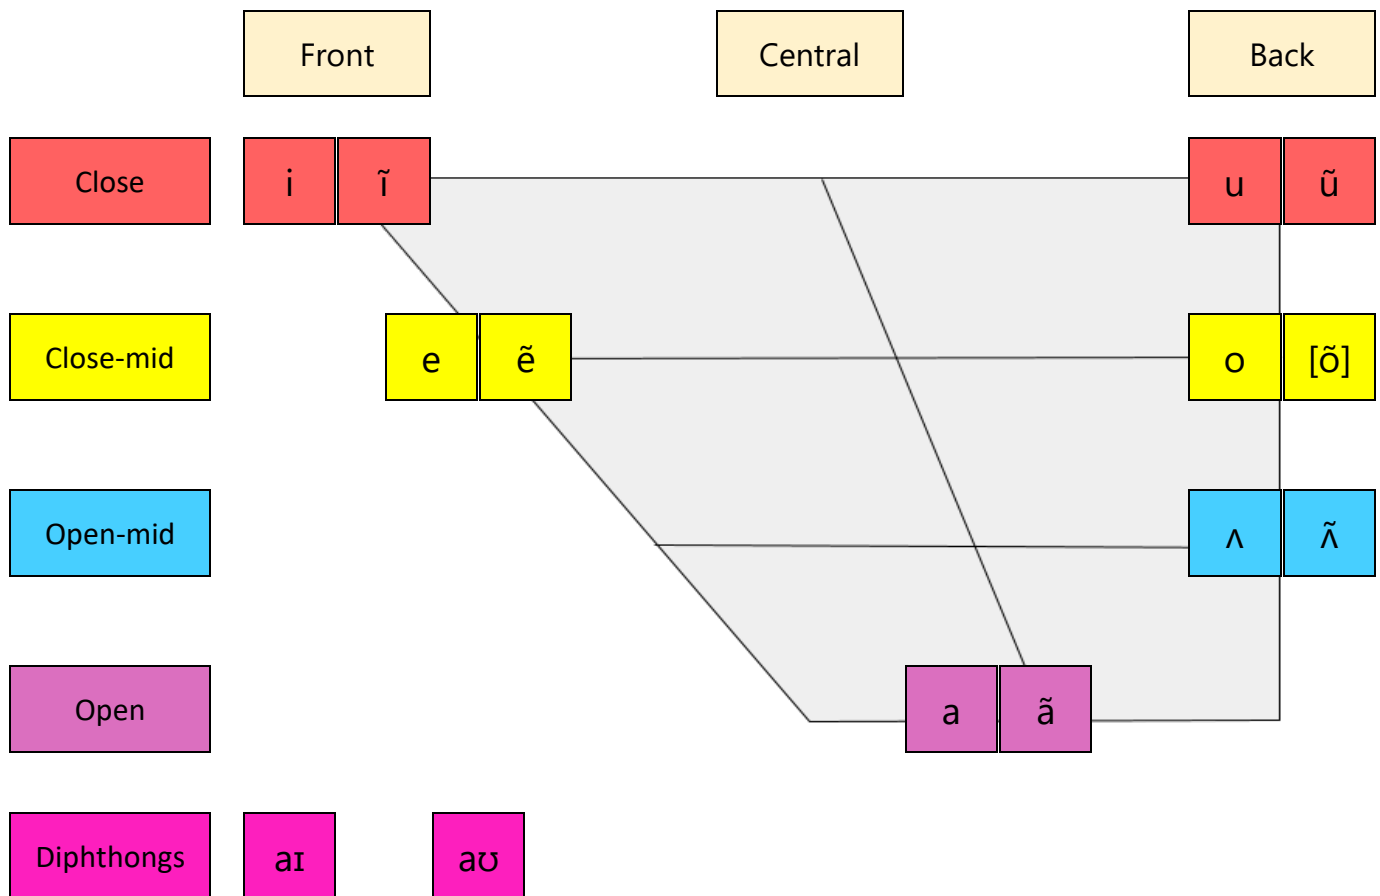 Front Central Back
Close i ĩ u ũ
Close-mid e ẽ o [õ]
Open-mid ʌ ʌ̃
Open a ã
Diphthongs aɪ aʊ